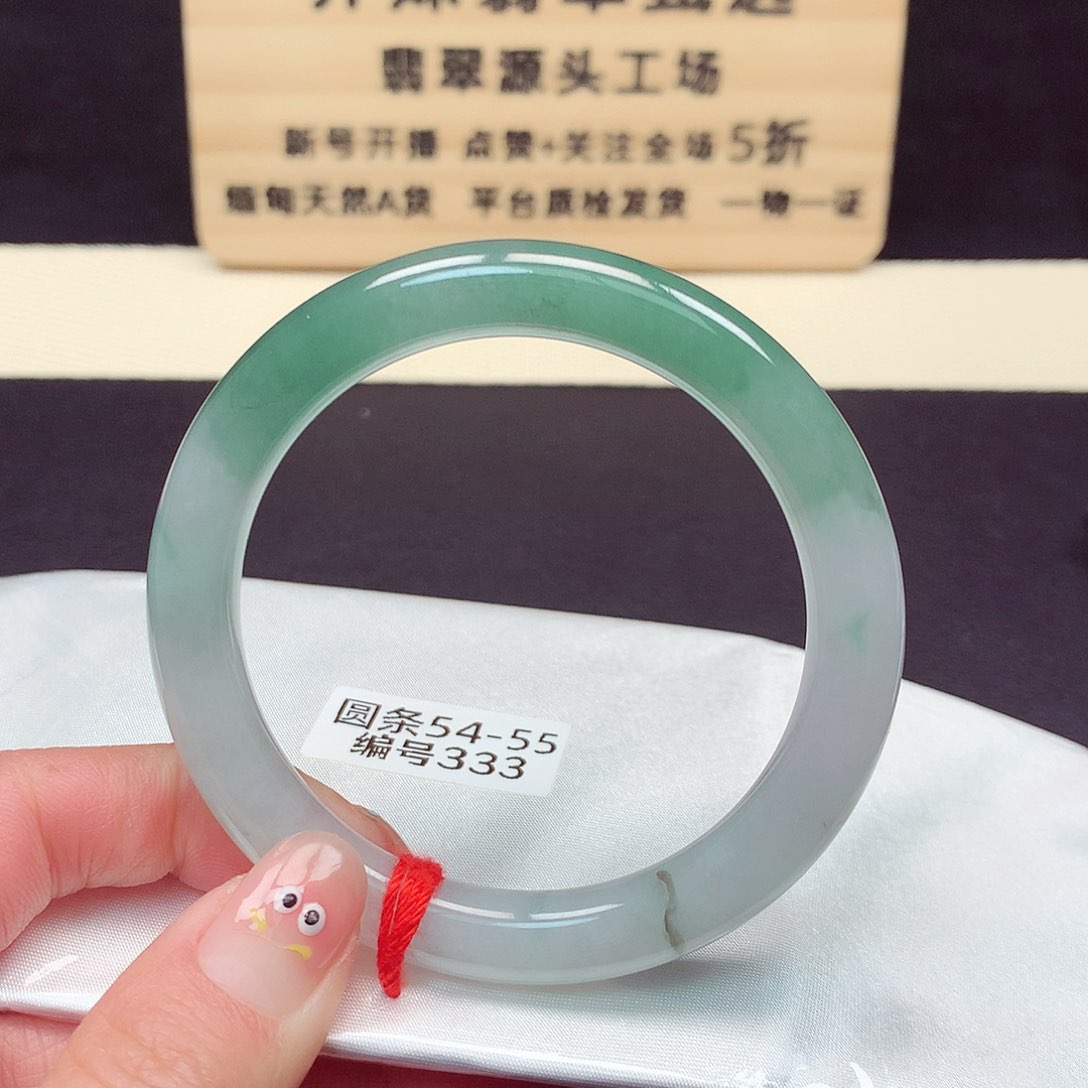 翡翠源头工场
新号开播 点赞+关注全场5折
缅甸天然A货 平台质检发货 一物一证
圆条54-55
编号333